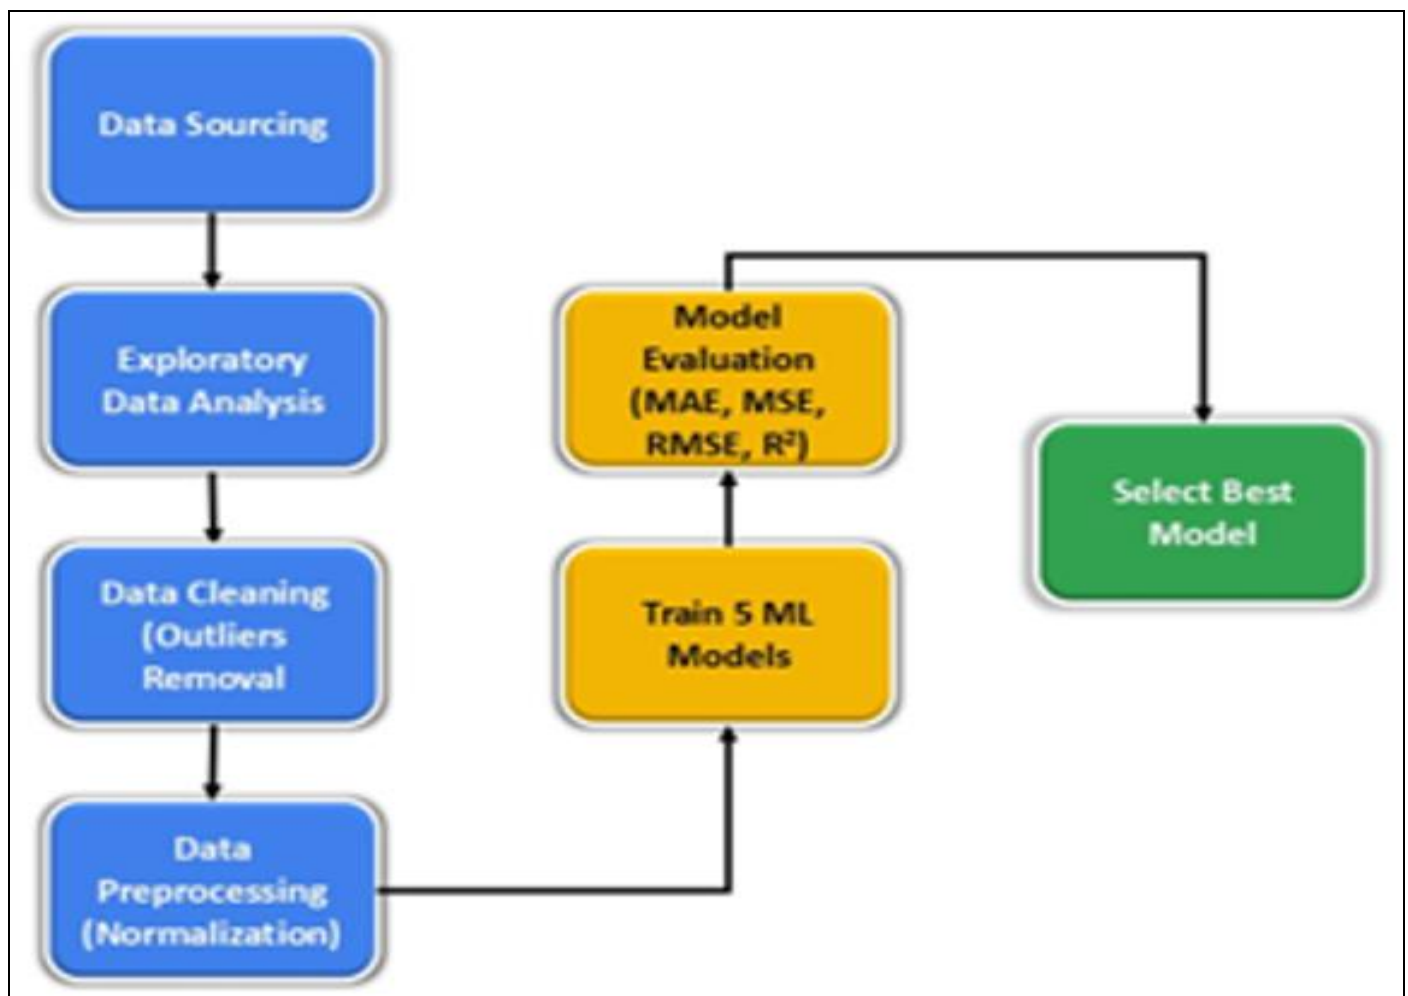 Data Sourcing
Exploratory
Data Analysis
Data Cleaning
(Outliers
Removal
Data
Preprocessing
(Normalization)
Train 5 ML
Models
Model
Evaluation
(MAE, MSE,
RMSE, R²)
Select Best
Model